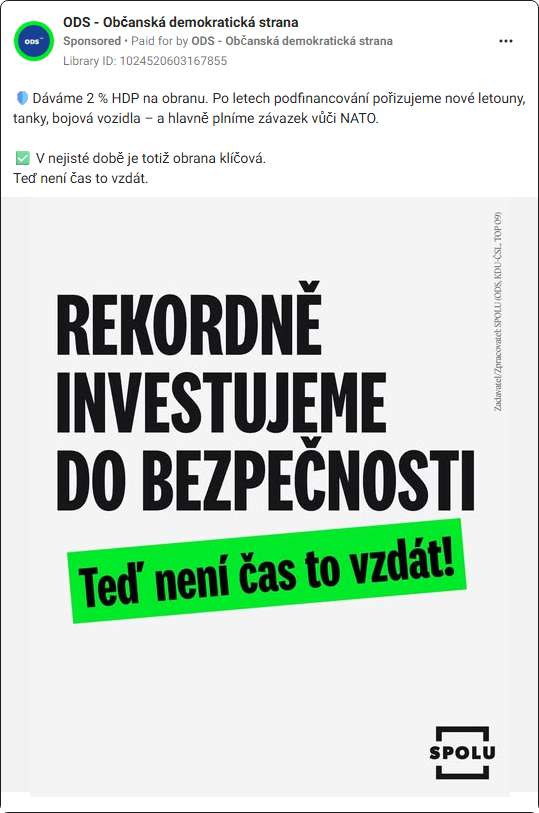 ODS - Občanská demokratická strana
Sponsored • Paid for by ODS - Občanská demokratická strana
Library ID: 1024520603167855
🛡️Dáváme 2 % HDP na obranu. Po letech podfinancování pořizujeme nové letouny,
tanky, bojová vozidla – a hlavně plníme závazek vůči NATO.
✅ V nejisté době je totiž obrana klíčová.
Teď není čas to vzdát.
Zadavatel/Zpracovatel: SPOLU (ODS, KDU-ČSL, TOP 09)
REKORDNĚ
INVESTUJEME
DO BEZPEČNOSTI
Teď není čas to vzdát!
SPOLU